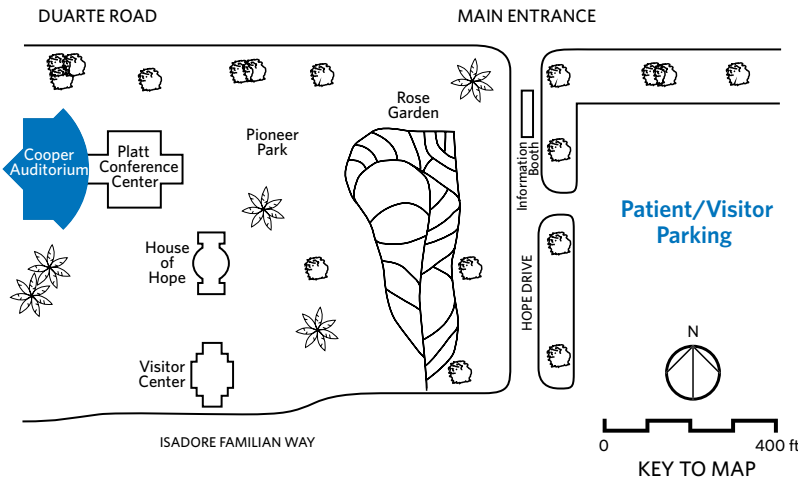 DUARTE ROAD
MAIN ENTRANCE
Rose
Garden
Pioneer
Park
Information
Booth
Cooper
Auditorium
Platt
Conference
Center
Patient/Visitor
Parking
House
of
Hope
HOPE DRIVE
Visitor
Center
N
0
400 ft
ISADORE FAMILIAN WAY
KEY TO MAP